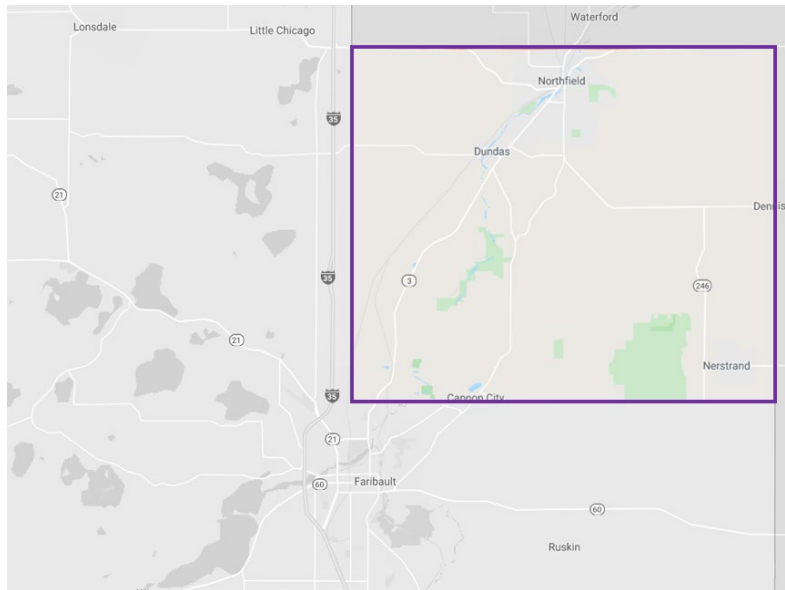 Waterford
Lonsdale
Little Chicago
Northfield
35
Dundas
21
Dennis
35
3
246
21
Nerstrand
35
Cannon City
21
Faribault
60
60
Ruskin